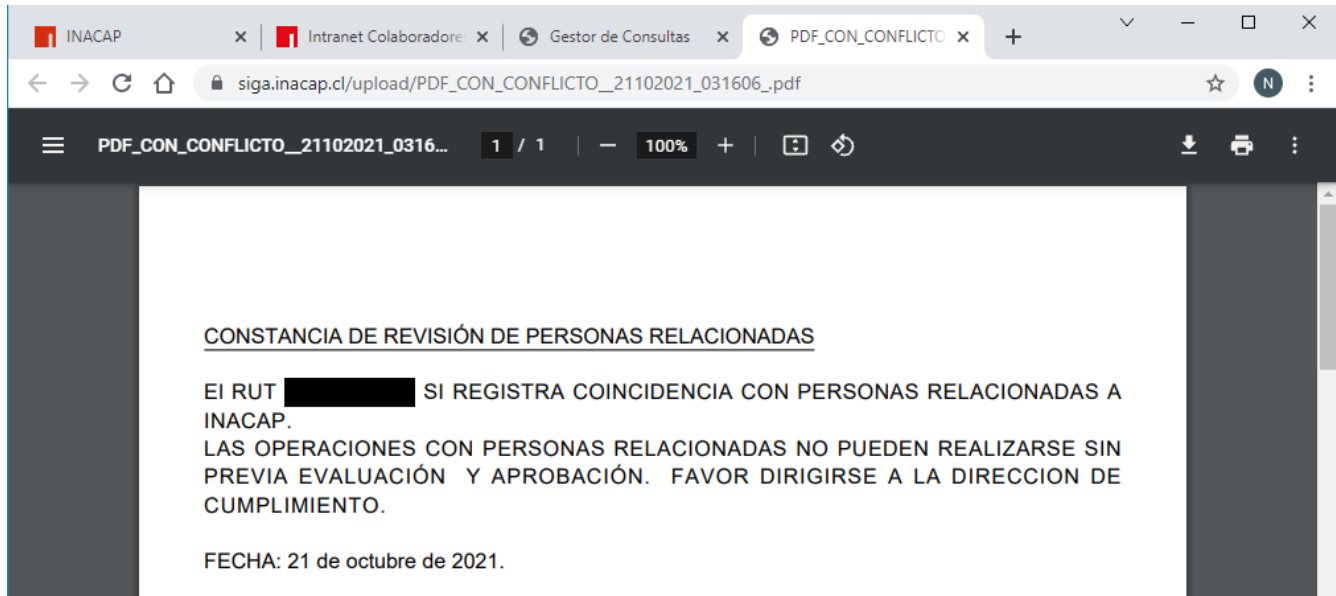 INACAP
Intranet Colaboradore
Gestor de Consultas
PDF_CON_CONFLICTO
siga.inacap.cl/upload/PDF_CON_CONFLICTO__21102021_031606_.pdf
N
PDF_CON_CONFLICTO__21102021_0316... 1 / 1 100%
CONSTANCIA DE REVISIÓN DE PERSONAS RELACIONADAS
El RUT SI REGISTRA COINCIDENCIA CON PERSONAS RELACIONADAS A
INACAP.
LAS OPERACIONES CON PERSONAS RELACIONADAS NO PUEDEN REALIZARSE SIN
PREVIA EVALUACIÓN Y APROBACIÓN. FAVOR DIRIGIRSE A LA DIRECCION DE
CUMPLIMIENTO.
FECHA: 21 de octubre de 2021.